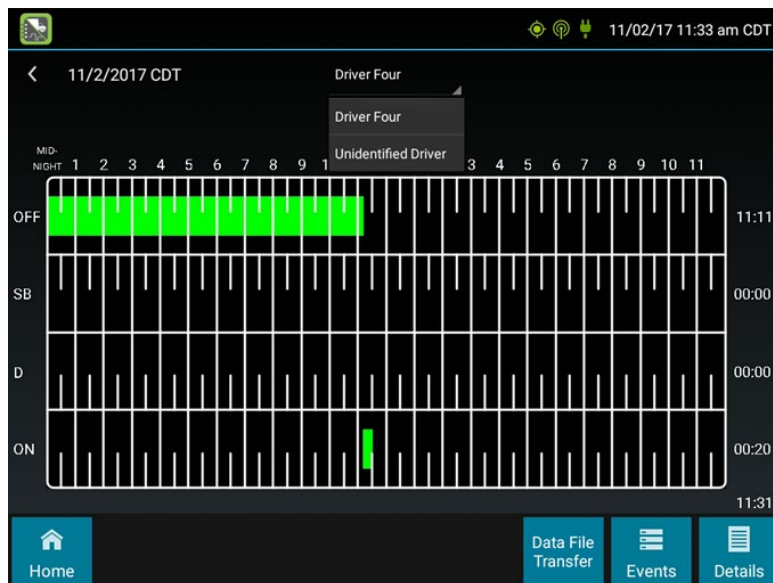 11/02/17 11:33 am CDT
11/2/2017 CDT
Driver Four
Driver Four
Unidentified Driver
MID-
NIGHT 1 2 3 4 5 6 7 8 9 1 3 4 5 6 7 8 9 10 11
OFF 11:11
SB 00:00
D 00:00
ON 00:20
11:31
Home
Data File
Transfer
Events
Details